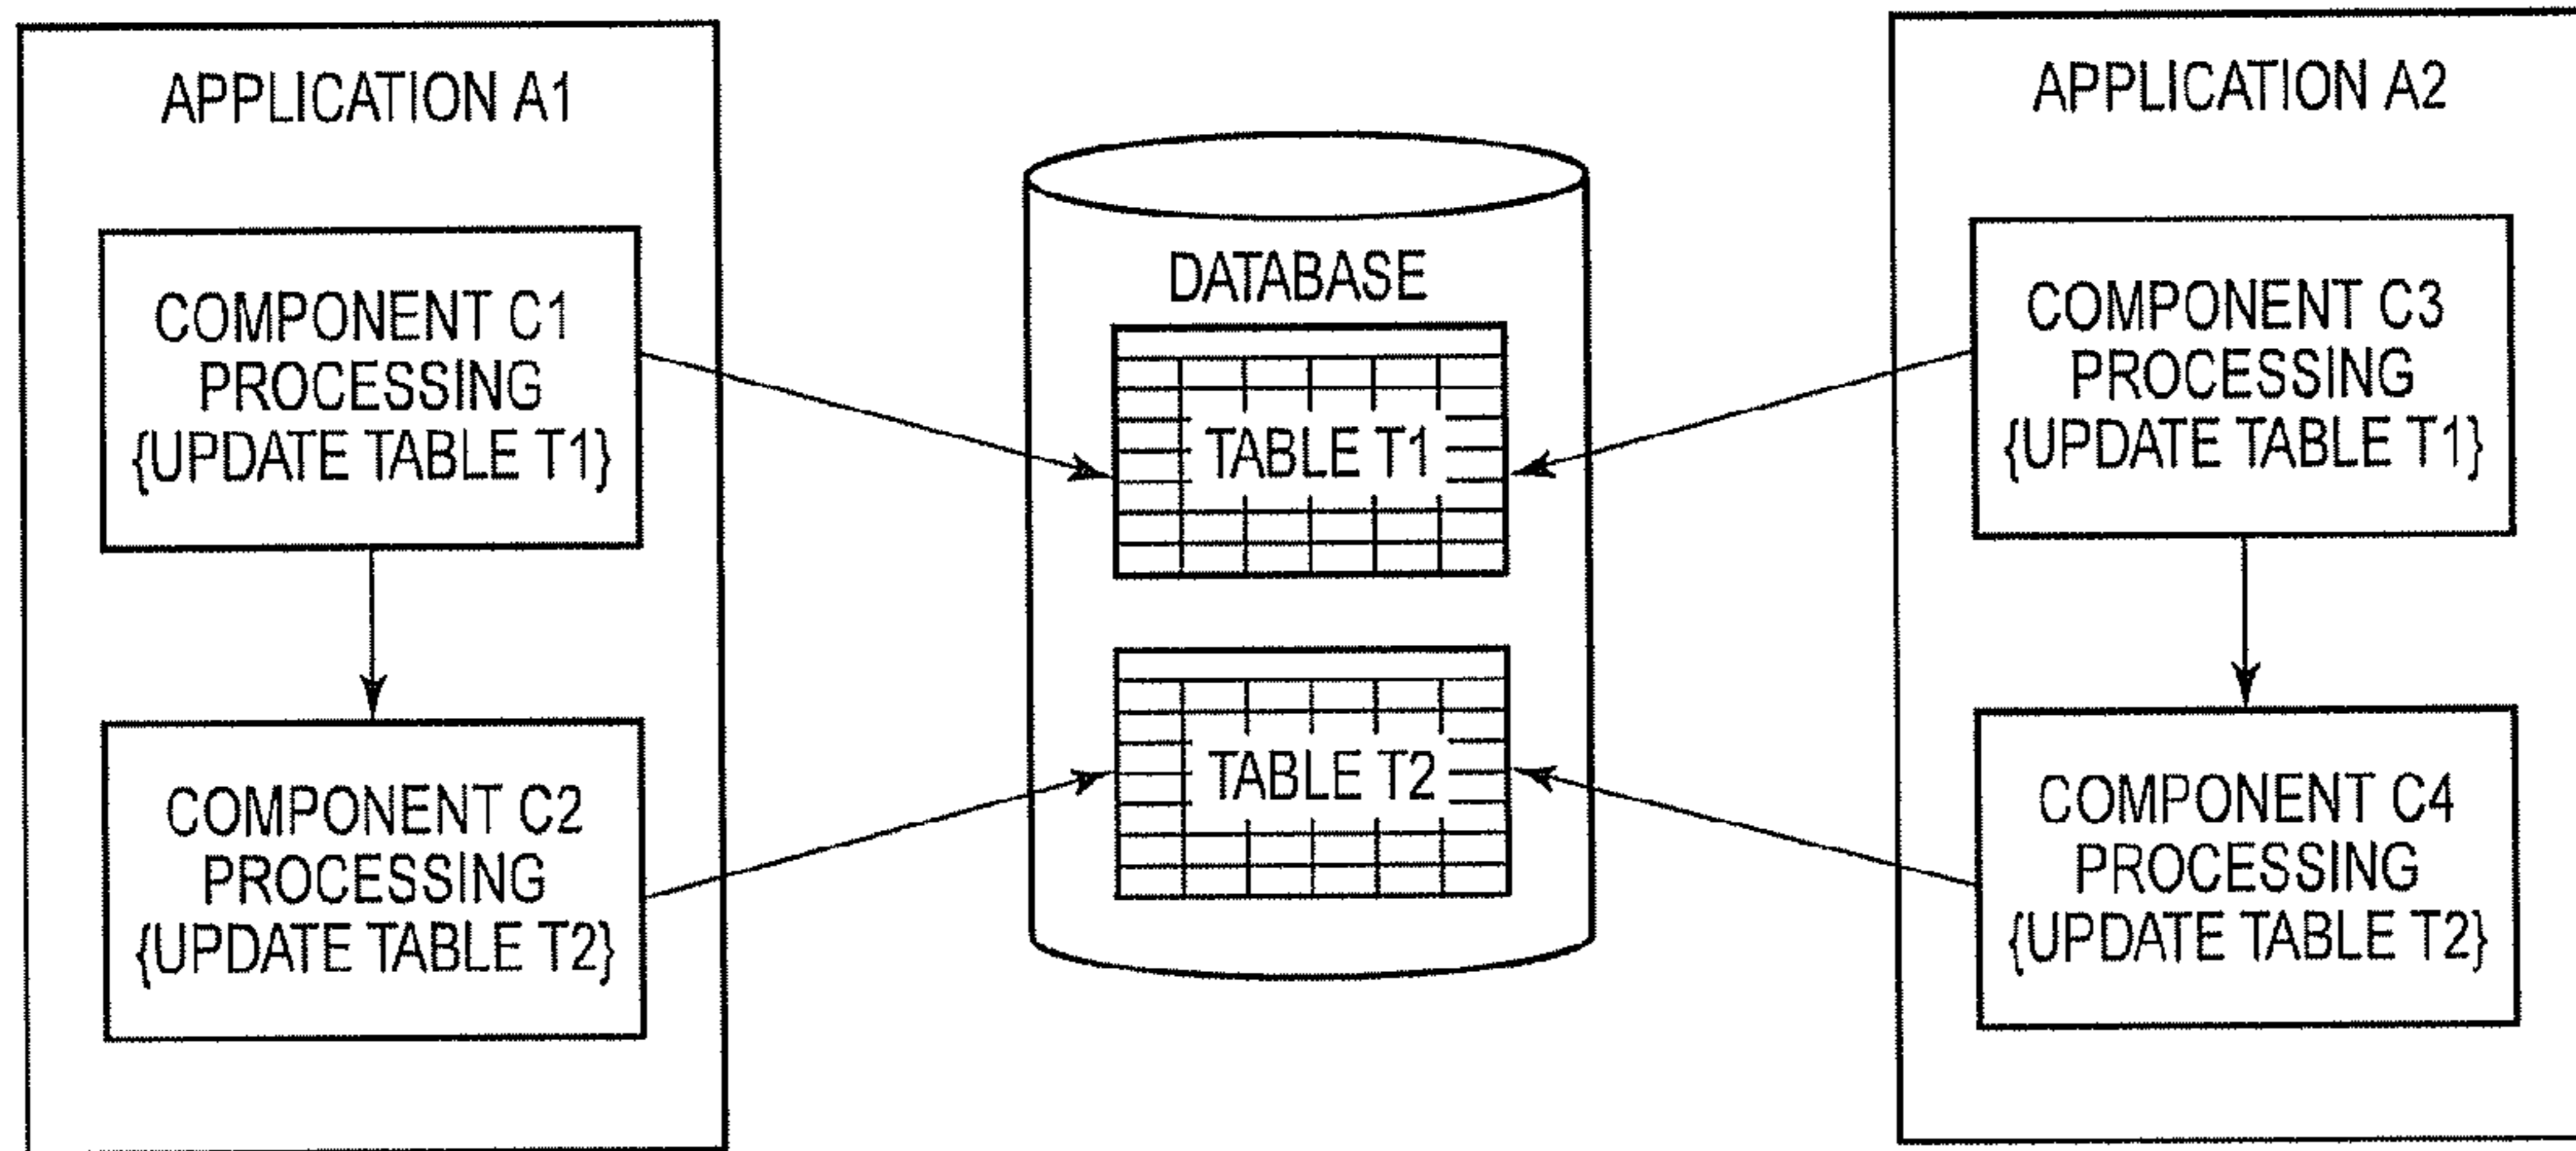 APPLICATION A1
COMPONENT C1
PROCESSING
{UPDATE TABLE T1}
COMPONENT C2
PROCESSING
{UPDATE TABLE T2}
DATABASE
TABLE T1
TABLE T2
APPLICATION A2
COMPONENT C3
PROCESSING
{UPDATE TABLE T1}
COMPONENT C4
PROCESSING
{UPDATE TABLE T2}